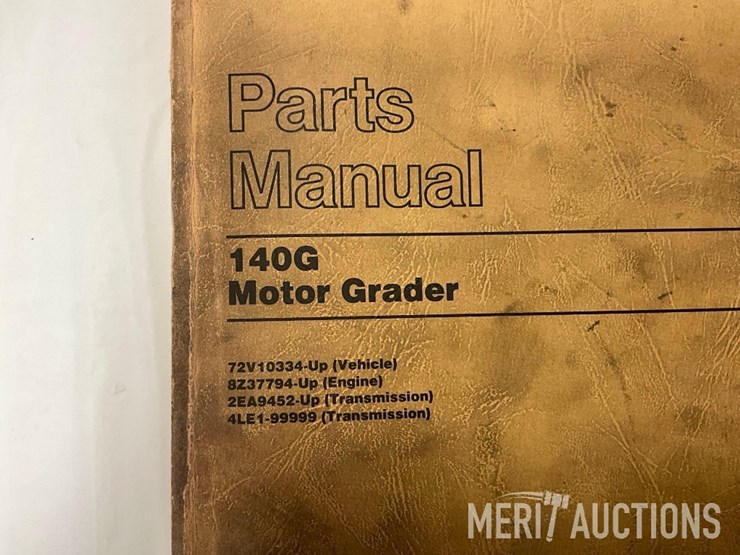 Parts
Manual
140G
Motor Grader
72V10334-Up (Vehicle)
8Z37794-Up (Engine)
2EA9452-Up (Transmission)
4LE1-99999 (Transmission)
MERIT AUCTIONS